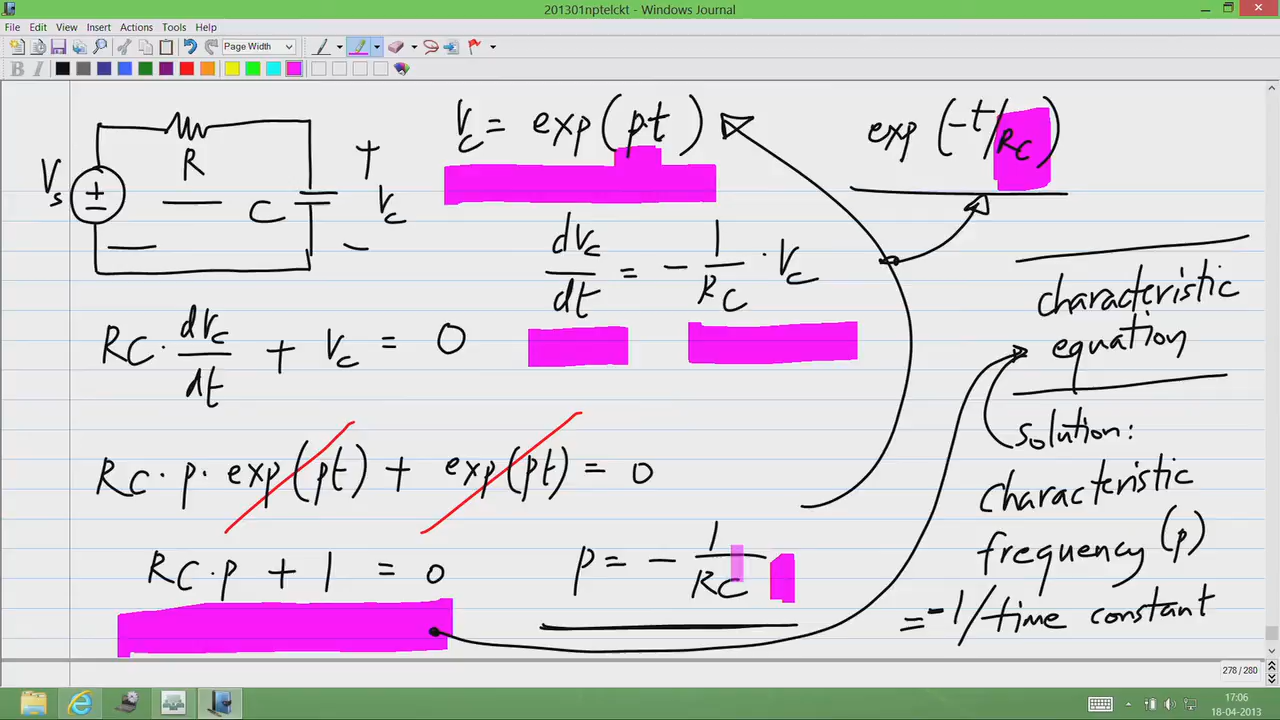 201301nptelckt - Windows Journal
File Edit View Insert Actions Tools Help
Page Width
B I
Vs
+
R
C
+
Vc
−
Vc = exp(pt)
exp(-t/RC)
dVc/dt = -1/RC · Vc
RC · dVc/dt + Vc = 0
characteristic
equation
solution:
characteristic
frequency (p)
= -1/time constant
RC · p · exp(pt) + exp(pt) = 0
RC · p + 1 = 0
p = -1/RC
278 / 280
17:06
18-04-2013